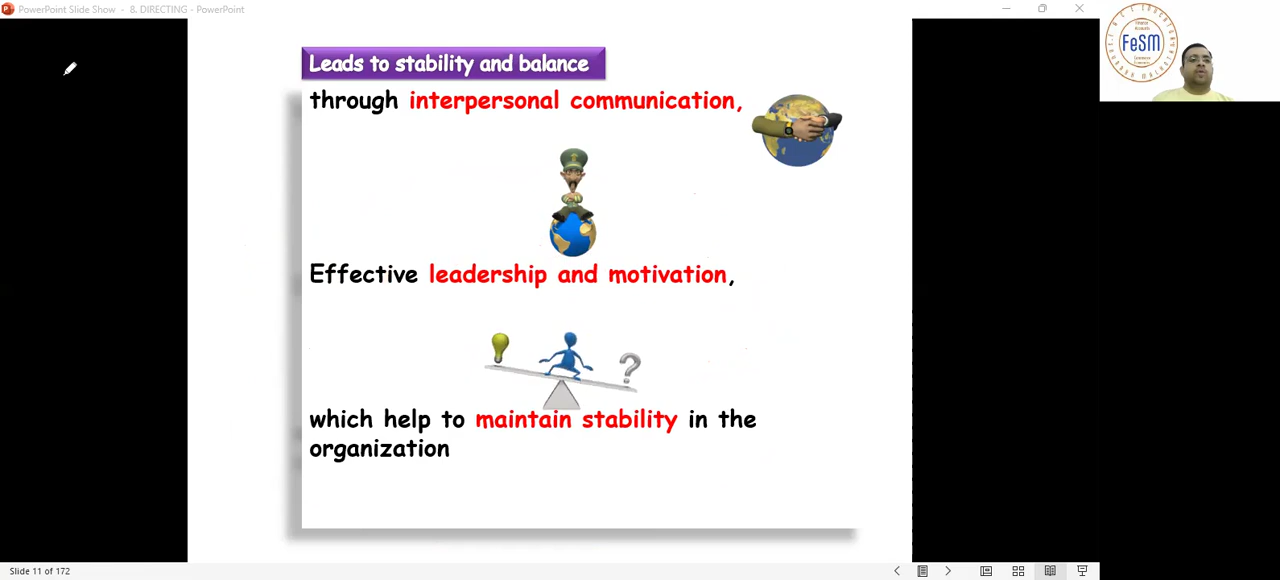 PowerPoint Slide Show - 8. DIRECTING - PowerPoint
FeSM
Leads to stability and balance
through interpersonal communication,
Effective leadership and motivation,
?
which help to maintain stability in the
organization
Slide 11 of 172